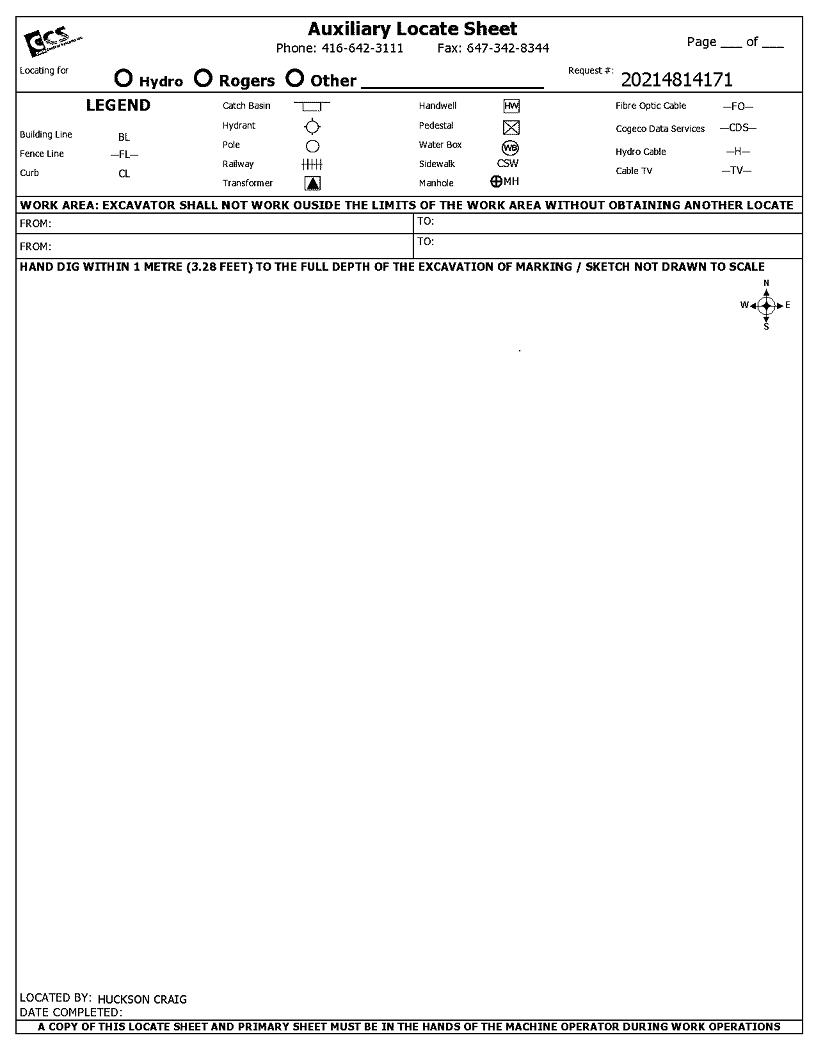 CCS
Auxiliary Locate Sheet
Phone: 416-642-3111 Fax: 647-342-8344
Page ___ of ___
Locating for
Hydro Rogers Other
Request #: 20214814171
LEGEND
Building Line BL
Fence Line —FL—
Curb CL
Catch Basin
Hydrant
Pole
Railway
Transformer
Handwell HW
Pedestal
Water Box WB
Sidewalk CSW
Manhole MH
Fibre Optic Cable —FO—
Cogeco Data Services —CDS—
Hydro Cable —H—
Cable TV —TV—
WORK AREA: EXCAVATOR SHALL NOT WORK OUSIDE THE LIMITS OF THE WORK AREA WITHOUT OBTAINING ANOTHER LOCATE
FROM: TO:
FROM: TO:
HAND DIG WITHIN 1 METRE (3.28 FEET) TO THE FULL DEPTH OF THE EXCAVATION OF MARKING / SKETCH NOT DRAWN TO SCALE
N
W E
S
LOCATED BY: HUCKSON CRAIG
DATE COMPLETED:
A COPY OF THIS LOCATE SHEET AND PRIMARY SHEET MUST BE IN THE HANDS OF THE MACHINE OPERATOR DURING WORK OPERATIONS